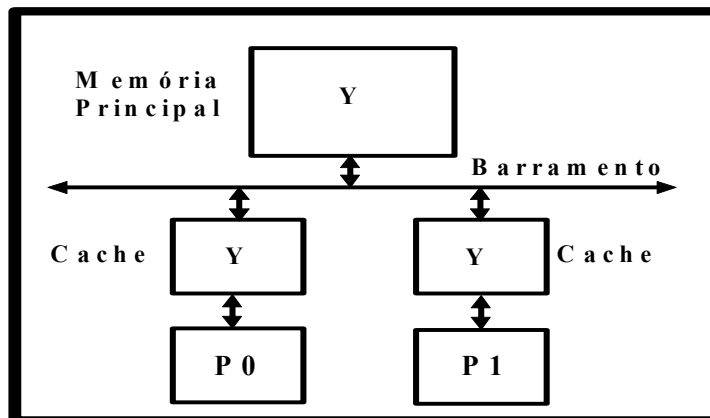 Memória
Principal
Y
Barramento
Cache
Y
Y
Cache
P0
P1